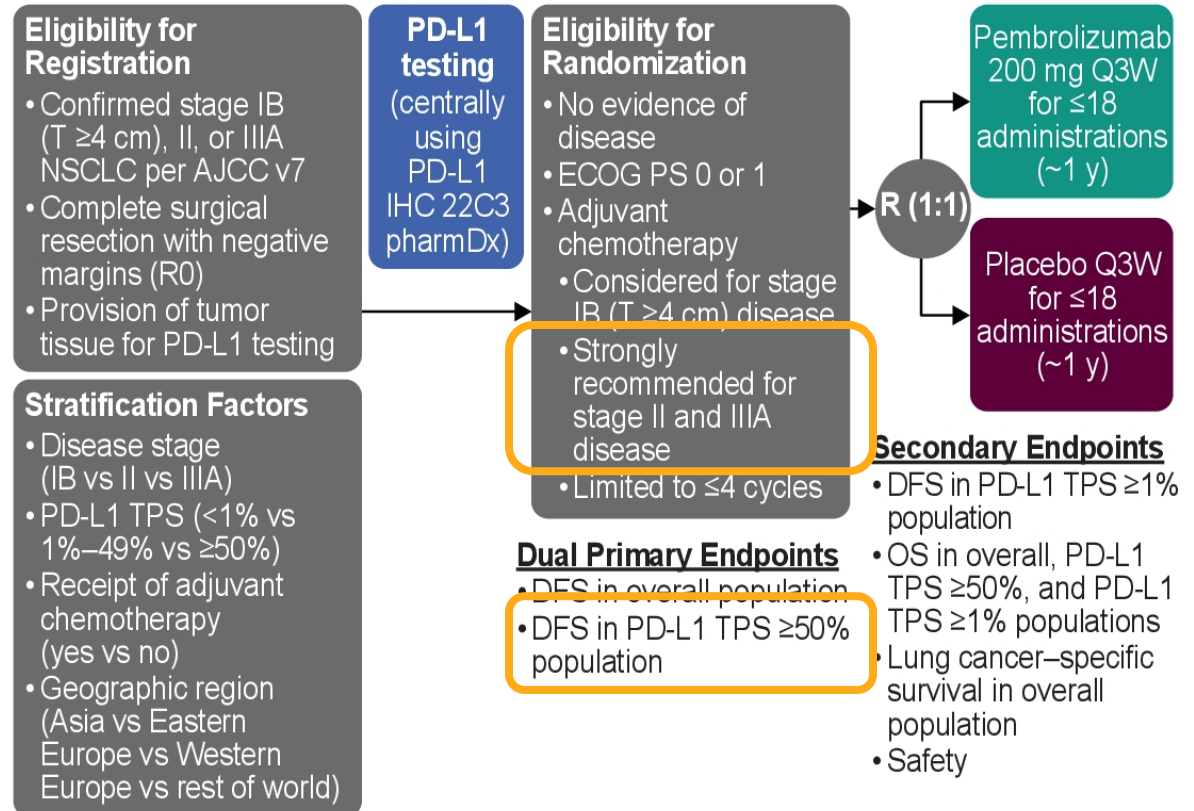 Eligibility for
Registration
• Confirmed stage IB
(T ≥4 cm), II, or IIIA
NSCLC per AJCC v7
• Complete surgical
resection with negative
margins (R0)
• Provision of tumor
tissue for PD-L1 testing
PD-L1
testing
(centrally
using
PD-L1
IHC 22C3
pharmDx)
Eligibility for
Randomization
• No evidence of
disease
• ECOG PS 0 or 1
• Adjuvant
chemotherapy
• Considered for stage
IB (T ≥4 cm) disease
• Strongly
recommended for
stage II and IIIA
disease
• Limited to ≤4 cycles
R (1:1)
Pembrolizumab
200 mg Q3W
for ≤18
administrations
(~1 y)
Placebo Q3W
for ≤18
administrations
(~1 y)
Stratification Factors
• Disease stage
(IB vs II vs IIIA)
• PD-L1 TPS (<1% vs
1%–49% vs ≥50%)
• Receipt of adjuvant
chemotherapy
(yes vs no)
• Geographic region
(Asia vs Eastern
Europe vs Western
Europe vs rest of world)
Dual Primary Endpoints
• DFS in overall population
• DFS in PD-L1 TPS ≥50%
population
Secondary Endpoints
• DFS in PD-L1 TPS ≥1%
population
• OS in overall, PD-L1
TPS ≥50%, and PD-L1
TPS ≥1% populations
• Lung cancer–specific
survival in overall
population
• Safety